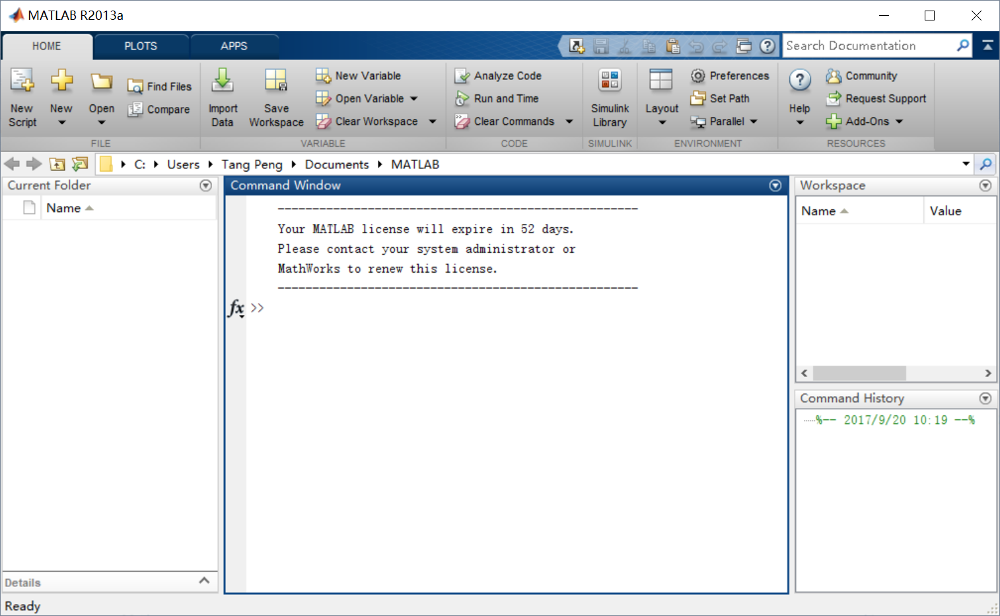 MATLAB R2013a
HOME PLOTS APPS Search Documentation
New Script
New
Open
Find Files
Compare
FILE
Import Data
Save Workspace
New Variable
Open Variable
Clear Workspace
VARIABLE
Analyze Code
Run and Time
Clear Commands
CODE
Simulink Library
SIMULINK
Layout
Preferences
Set Path
Parallel
ENVIRONMENT
Help
Community
Request Support
Add-Ons
RESOURCES
C: Users Tang Peng Documents MATLAB
Current Folder
Name
Details
Command Window
----------------------------------------------------
Your MATLAB license will expire in 52 days.
Please contact your system administrator or
MathWorks to renew this license.
----------------------------------------------------
fx >>
Workspace
Name Value
Command History
%-- 2017/9/20 10:19 --%
Ready